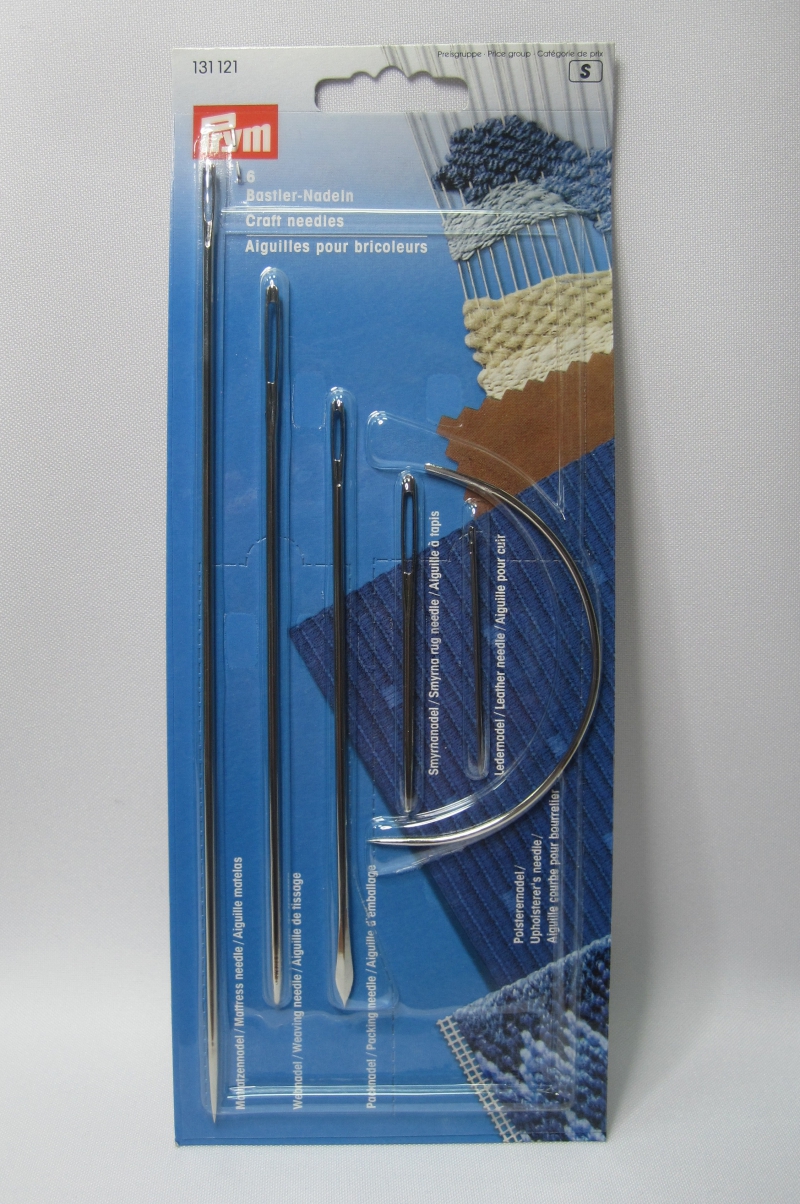 131 121
Preisgruppe · Price group · Catégorie de prix
S
Prym
6
Bastler-Nadeln
Craft needles
Aiguilles pour bricoleurs
Matratzennadel / Mattress needle / Aiguille matelas
Webnadel / Weaving needle / Aiguille de tissage
Packnadel / Packing needle / Aiguille d'emballage
Smyrnanadel / Smyrna rug needle / Aiguille à tapis
Ledernadel / Leather needle / Aiguille pour cuir
Polsterernadel /
Upholsterer's needle /
Aiguille courbe pour bourrelier